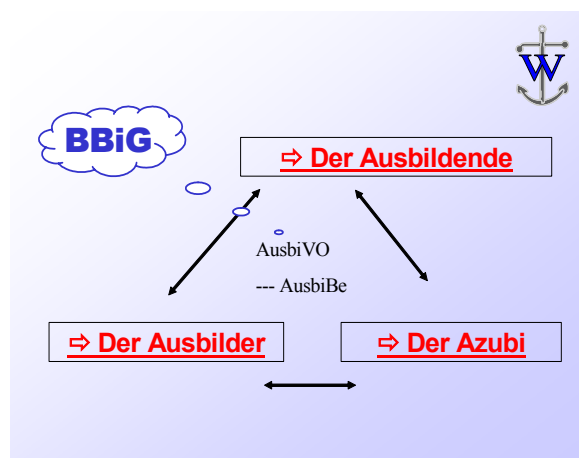 W
BBiG
⇨ Der Ausbildende
AusbiVO
--- AusbiBe
⇨ Der Ausbilder
⇨ Der Azubi